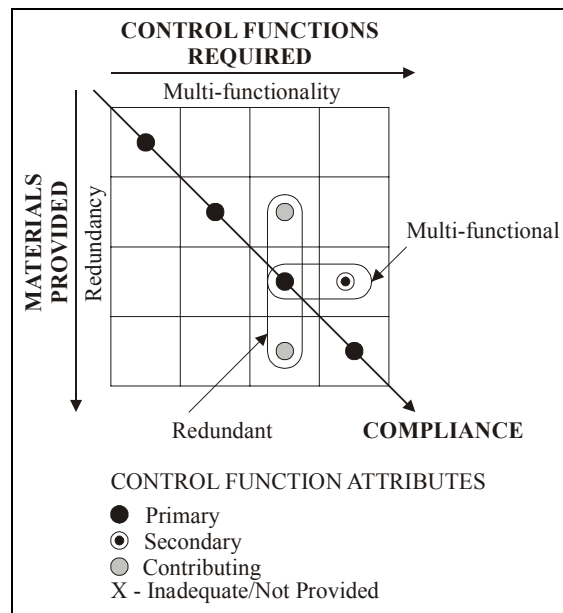 CONTROL FUNCTIONS
REQUIRED
Multi-functionality
MATERIALS
PROVIDED
Redundancy
Multi-functional
Redundant
COMPLIANCE
CONTROL FUNCTION ATTRIBUTES
Primary
Secondary
Contributing
X - Inadequate/Not Provided